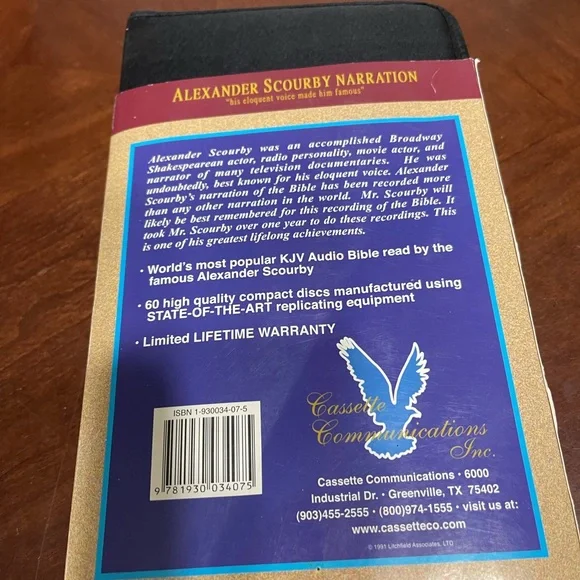 ALEXANDER SCOURBY NARRATION
"his eloquent voice made him famous"
Alexander Scourby was an accomplished Broadway
Shakespearean actor, radio personality, movie actor, and
narrator of many television documentaries. He was
undoubtedly, best known for his eloquent voice. Alexander
Scourby's narration of the Bible has been recorded more
than any other narration in the world. Mr. Scourby will
likely be best remembered for this recording of the Bible. It
took Mr. Scourby over one year to do these recordings. This
is one of his greatest lifelong achievements.
· World's most popular KJV Audio Bible read by the
famous Alexander Scourby
· 60 high quality compact discs manufactured using
STATE-OF-THE-ART replicating equipment
· Limited LIFETIME WARRANTY
ISBN 1-930034-07-5
9 781930 034075
Cassette
Communications
Inc.
Cassette Communications · 6000
Industrial Dr. · Greenville, TX 75402
(903)455-2555 · (800)974-1555 · visit us at:
www.cassetteco.com
© 1991 Litchfield Associates, LTD